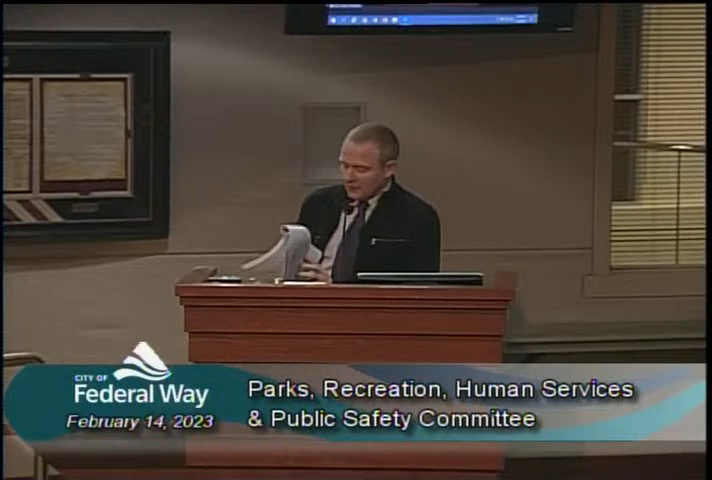 CITY OF
Federal Way
February 14, 2023
Parks, Recreation, Human Services
& Public Safety Committee